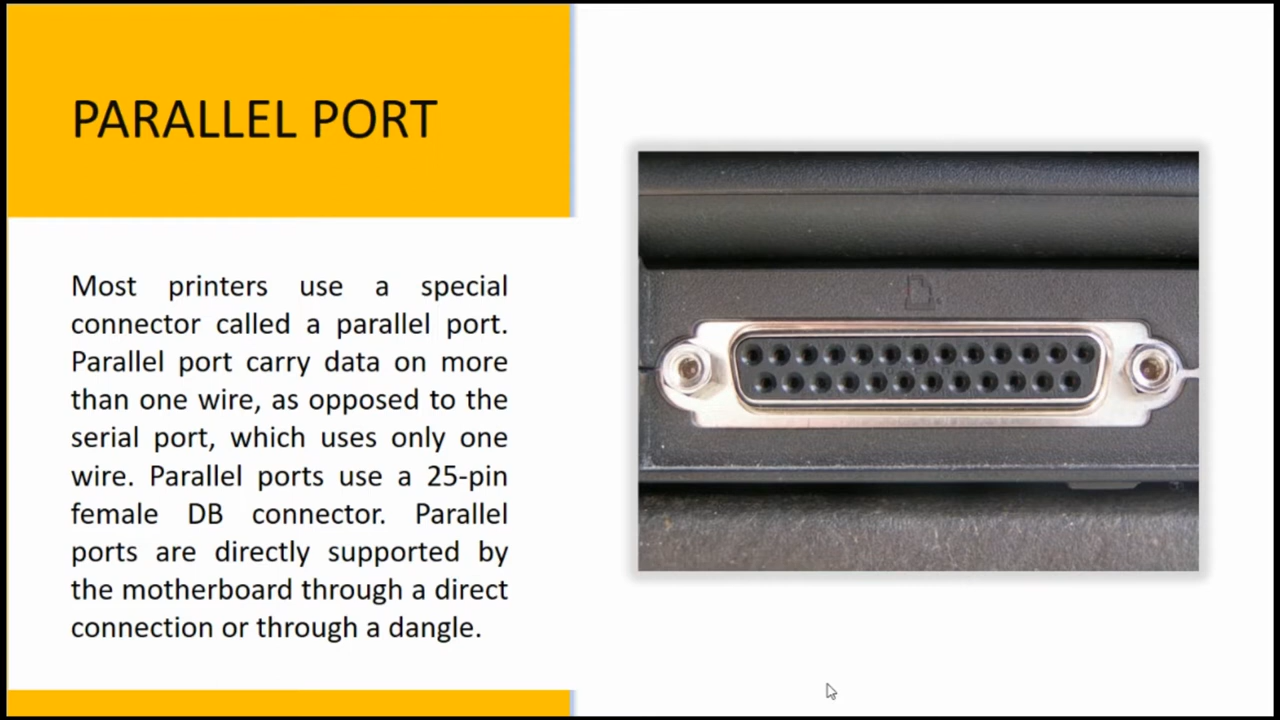 PARALLEL PORT
Most printers use a special
connector called a parallel port.
Parallel port carry data on more
than one wire, as opposed to the
serial port, which uses only one
wire. Parallel ports use a 25-pin
female DB connector. Parallel
ports are directly supported by
the motherboard through a direct
connection or through a dangle.